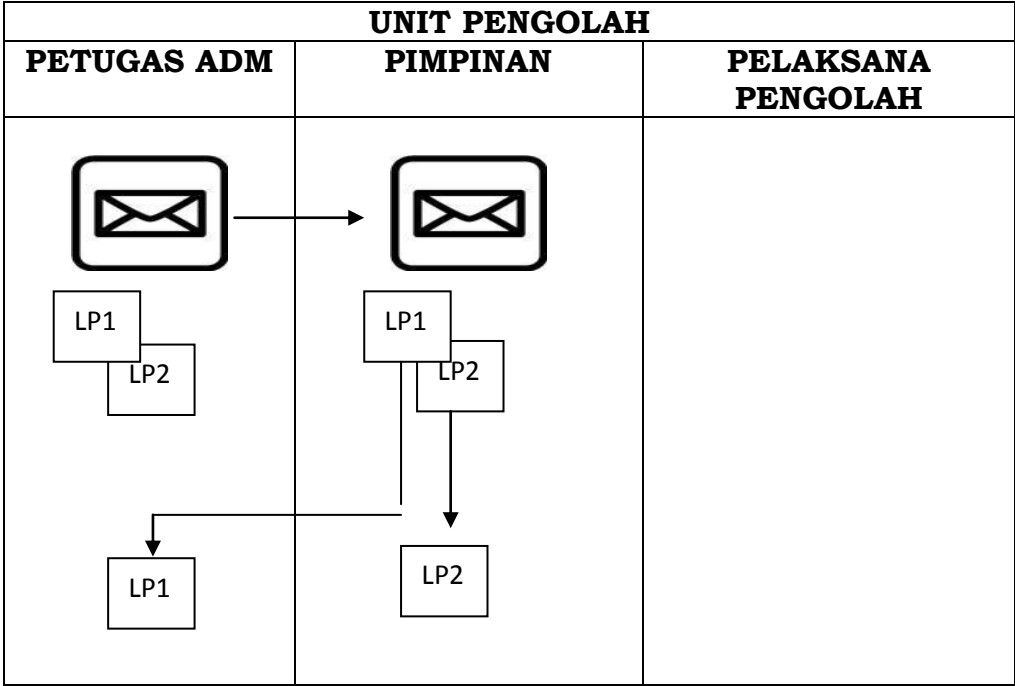 UNIT PENGOLAH
PETUGAS ADM
PIMPINAN
PELAKSANA
PENGOLAH
LP1
LP2
LP1
LP2
LP1
LP2